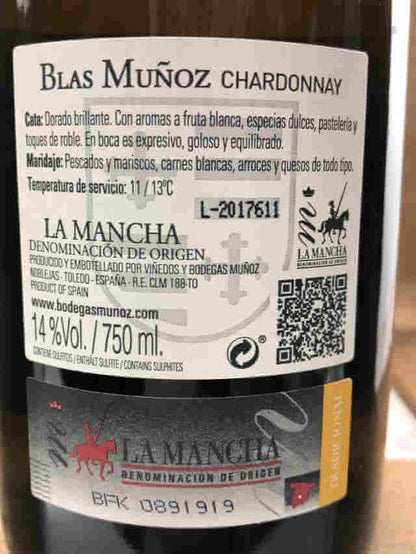 BLAS MUÑOZ CHARDONNAY
Cata: Dorado brillante. Con aromas a fruta blanca, especias dulces, pastelería y
toques de roble. En boca es expresivo, goloso y equilibrado.
Maridaje: Pescados y mariscos, carnes blancas, arroces y quesos de todo tipo.
Temperatura de servicio: 11 / 13ºC
L-2017611
LA MANCHA
DENOMINACIÓN DE ORIGEN
PRODUCIDO Y EMBOTELLADO POR VIÑEDOS Y BODEGAS MUÑOZ
NOBLEJAS - TOLEDO - ESPAÑA - R.E. CLM 188-TO
PRODUCT OF SPAIN
www.bodegasmunoz.com
14 %Vol. / 750 ml.
CONTIENE SULFITOS / ENTHÄLT SULFITE / CONTAINS SULPHITES
m
LA MANCHA
DENOMINACIÓN DE ORIGEN
m
LA MANCHA
DENOMINACIÓN DE ORIGEN
TRADICIONAL
BFK 0891919